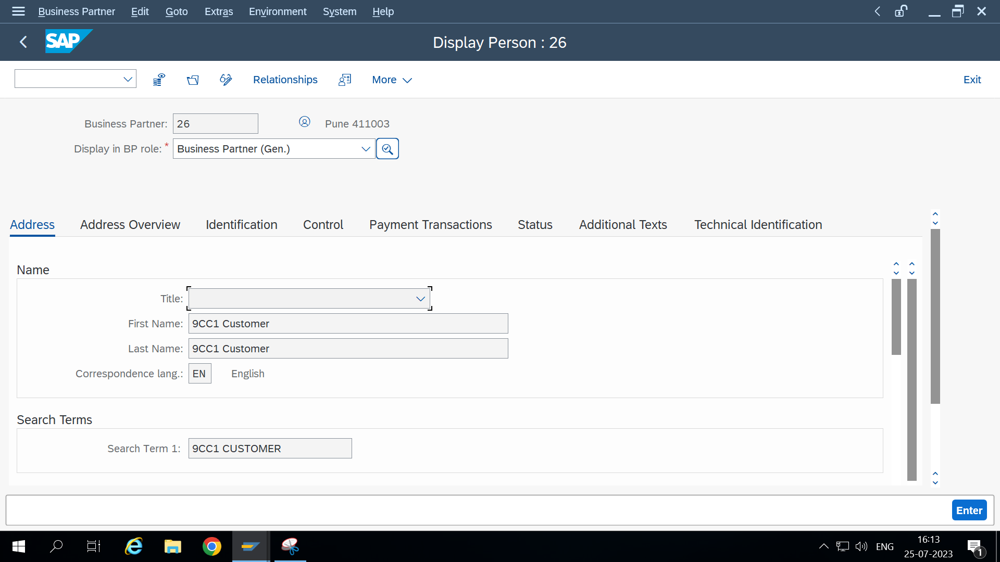 Business Partner Edit Goto Extras Environment System Help
SAP Display Person : 26
Relationships More Exit
Business Partner: 26 Pune 411003
Display in BP role: * Business Partner (Gen.)
Address Address Overview Identification Control Payment Transactions Status Additional Texts Technical Identification
Name
Title:
First Name: 9CC1 Customer
Last Name: 9CC1 Customer
Correspondence lang.: EN English
Search Terms
Search Term 1: 9CC1 CUSTOMER
Enter
ENG 16:13
25-07-2023
1